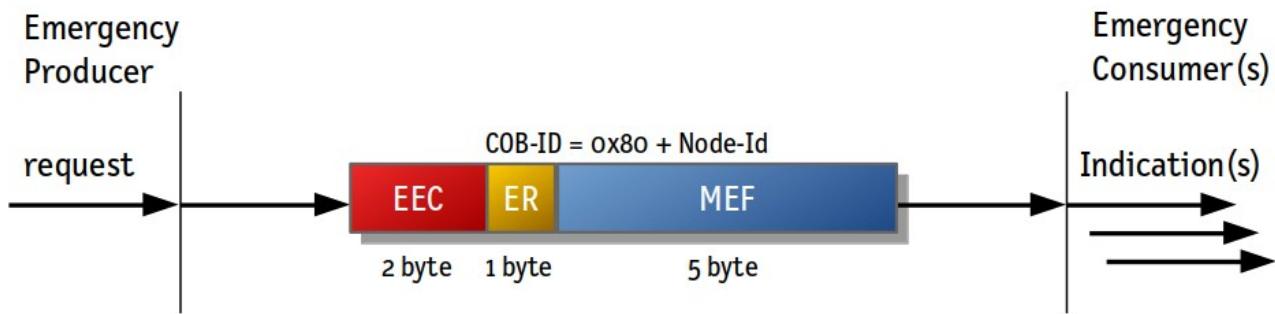 Emergency
Producer
Emergency
Consumer(s)
request
COB-ID = 0x80 + Node-Id
Indication(s)
EEC
ER
MEF
2 byte
1 byte
5 byte